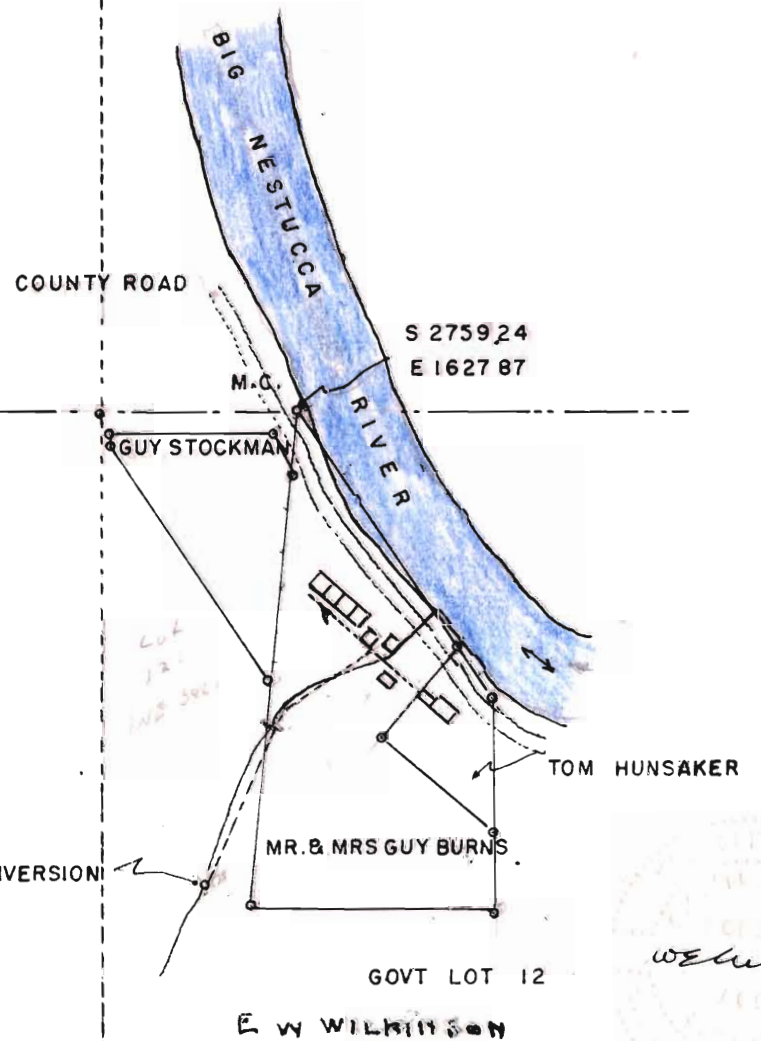 BIG
NESTUCCA
RIVER
COUNTY ROAD
S 2759.24
E 1627 87
M.C.
GUY STOCKMAN
TOM HUNSAKER
MR. & MRS GUY BURNS
IVERSION
GOVT LOT 12
E W WILKINSON